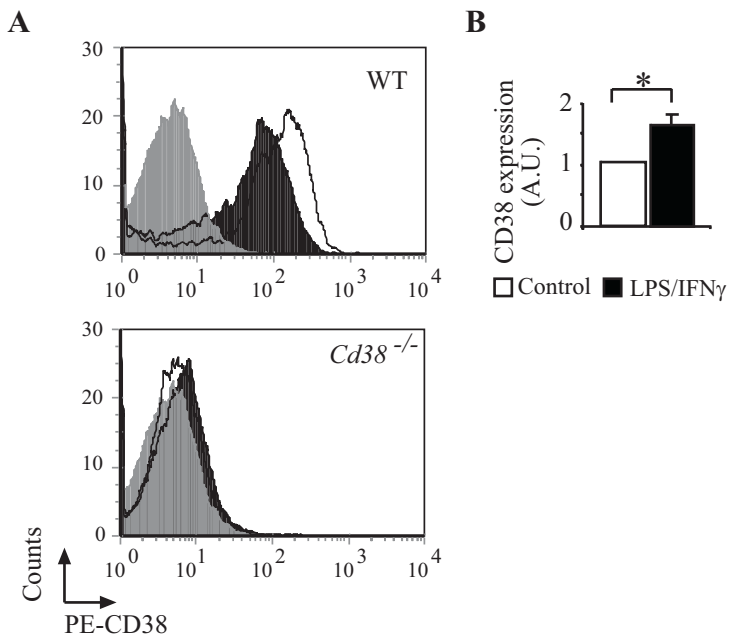 A
30
20
10
0
WT
10^0 10^1 10^2 10^3 10^4
30
20
10
0
Cd38 -/-
10^0 10^1 10^2 10^3 10^4
Counts
PE-CD38
B
*
CD38 expression
(A.U.)
2
1
0
Control LPS/IFNγ